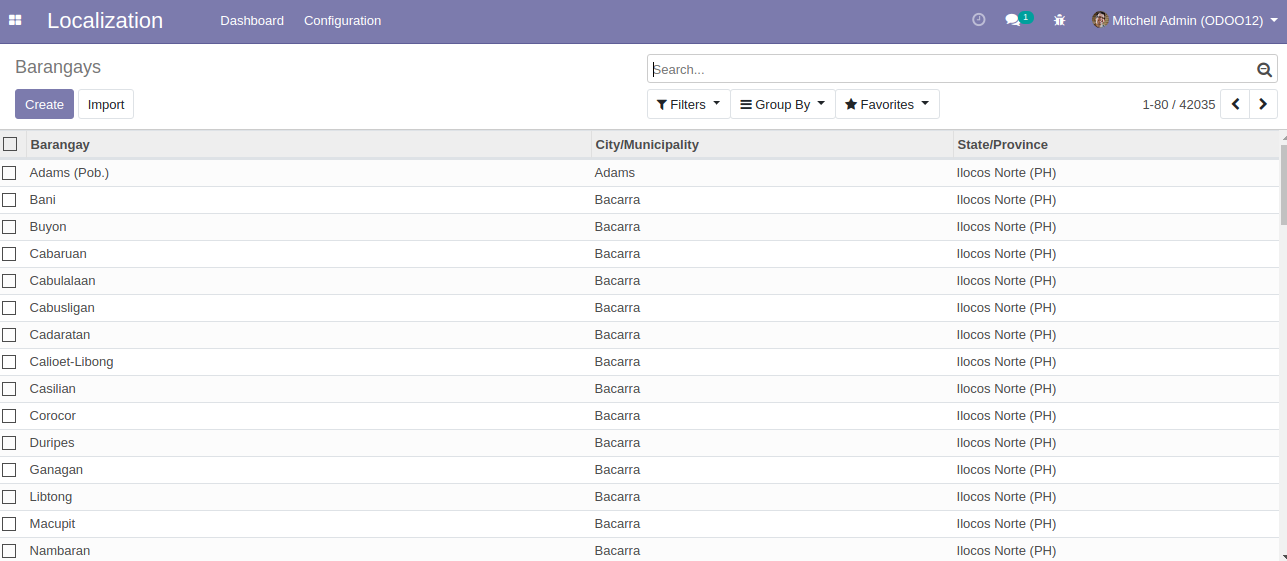 Localization Dashboard Configuration 1 Mitchell Admin (ODOO12)
Barangays Search...
Create Import Filters Group By Favorites 1-80 / 42035
Barangay City/Municipality State/Province
Adams (Pob.) Adams Ilocos Norte (PH)
Bani Bacarra Ilocos Norte (PH)
Buyon Bacarra Ilocos Norte (PH)
Cabaruan Bacarra Ilocos Norte (PH)
Cabulalaan Bacarra Ilocos Norte (PH)
Cabusligan Bacarra Ilocos Norte (PH)
Cadaratan Bacarra Ilocos Norte (PH)
Calioet-Libong Bacarra Ilocos Norte (PH)
Casilian Bacarra Ilocos Norte (PH)
Corocor Bacarra Ilocos Norte (PH)
Duripes Bacarra Ilocos Norte (PH)
Ganagan Bacarra Ilocos Norte (PH)
Libtong Bacarra Ilocos Norte (PH)
Macupit Bacarra Ilocos Norte (PH)
Nambaran Bacarra Ilocos Norte (PH)